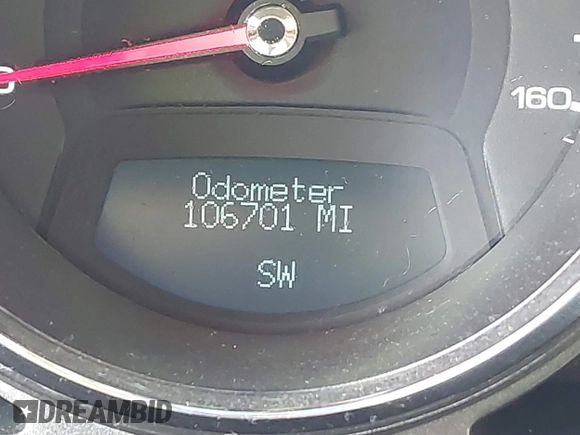 160
Odometer
106701 MI
SW
DREAMBID